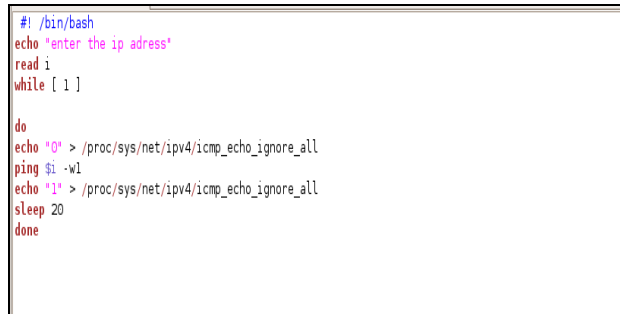 #! /bin/bash
echo "enter the ip adress"
read i
while [ 1 ]
do
echo "0" > /proc/sys/net/ipv4/icmp_echo_ignore_all
ping $i -w1
echo "1" > /proc/sys/net/ipv4/icmp_echo_ignore_all
sleep 20
done